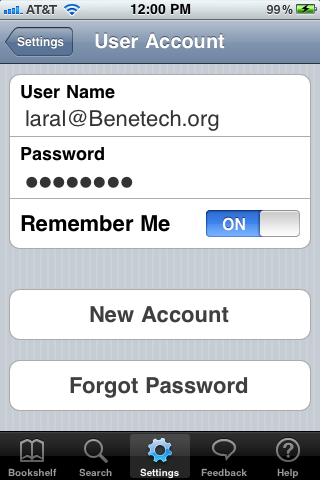 AT&T 12:00 PM 99%
Settings User Account
User Name
laral@Benetech.org
Password
●●●●●●●●
Remember Me ON
New Account
Forgot Password
Bookshelf Search Settings Feedback Help